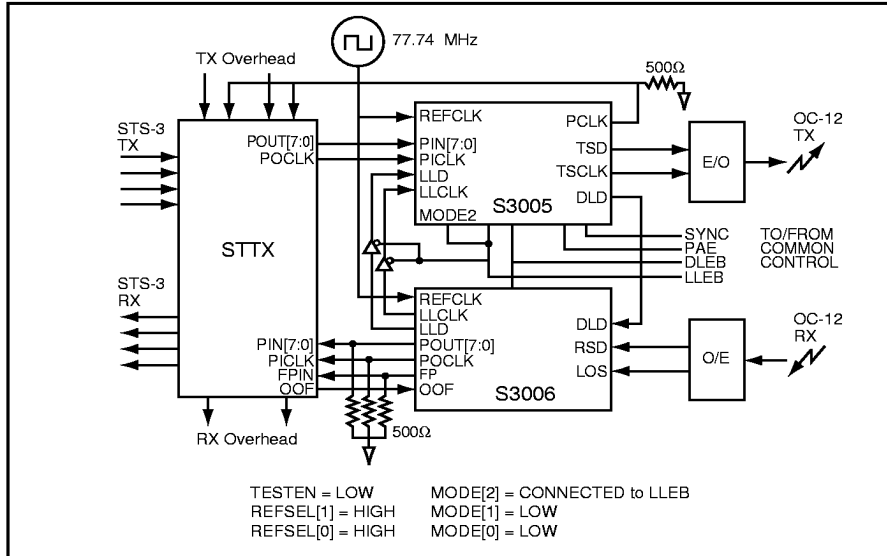 77.74 MHz
TX Overhead
500Ω
STS-3
TX
POUT[7:0]
POCLK
REFCLK
PIN[7:0]
PICLK
LLD
LLCLK
MODE2
S3005
PCLK
TSD
TSCLK
DLD
E/O
OC-12
TX
SYNC
PAE
DLEB
LLEB
TO/FROM
COMMON
CONTROL
STTX
STS-3
RX
PIN[7:0]
PICLK
FPIN
OOF
REFCLK
LLCLK
LLD
POUT[7:0]
POCLK
FP
OOF
S3006
DLD
RSD
LOS
O/E
OC-12
RX
RX Overhead
500Ω
TESTEN = LOW
REFSEL[1] = HIGH
REFSEL[0] = HIGH
MODE[2] = CONNECTED to LLEB
MODE[1] = LOW
MODE[0] = LOW